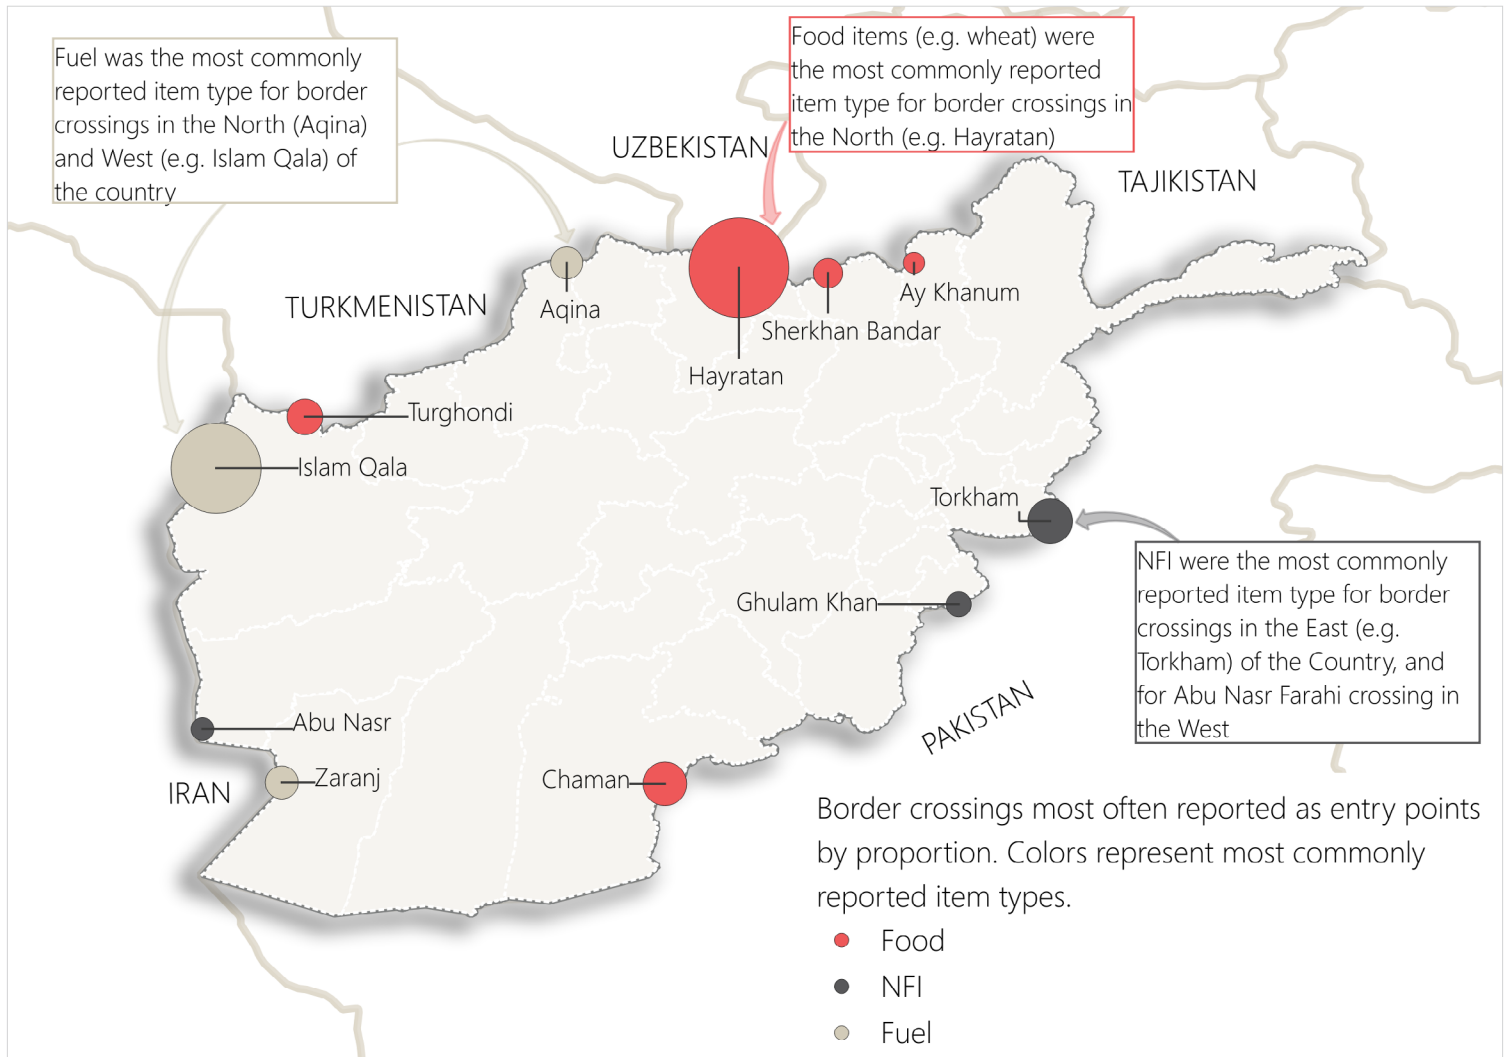 Fuel was the most commonly
reported item type for border
crossings in the North (Aqina)
and West (e.g. Islam Qala) of
the country
Food items (e.g. wheat) were
the most commonly reported
item type for border crossings in
the North (e.g. Hayratan)
UZBEKISTAN
TAJIKISTAN
TURKMENISTAN
Aqina
Ay Khanum
Sherkhan Bandar
Hayratan
Turghondi
Islam Qala
Torkham
NFI were the most commonly
reported item type for border
crossings in the East (e.g.
Torkham) of the Country, and
for Abu Nasr Farahi crossing in
the West
Ghulam Khan
PAKISTAN
Abu Nasr
Zaranj
IRAN
Chaman
Border crossings most often reported as entry points
by proportion. Colors represent most commonly
reported item types.
Food
NFI
Fuel